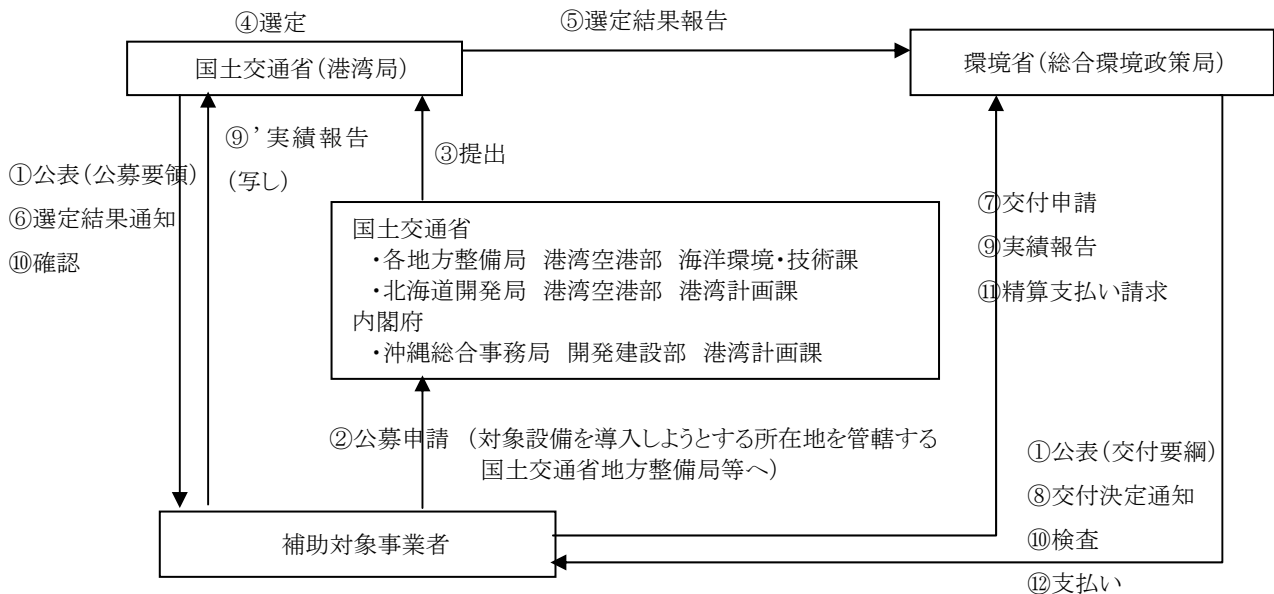 ④選定
⑤選定結果報告
国土交通省(港湾局)
環境省(総合環境政策局)
⑨’実績報告
(写し)
③提出
①公表(公募要領)
⑥選定結果通知
⑩確認
国土交通省
・各地方整備局 港湾空港部 海洋環境・技術課
・北海道開発局 港湾空港部 港湾計画課
内閣府
・沖縄総合事務局 開発建設部 港湾計画課
⑦交付申請
⑨実績報告
⑪精算支払い請求
②公募申請 (対象設備を導入しようとする所在地を管轄する
国土交通省地方整備局等へ)
①公表(交付要綱)
⑧交付決定通知
⑩検査
⑫支払い
補助対象事業者